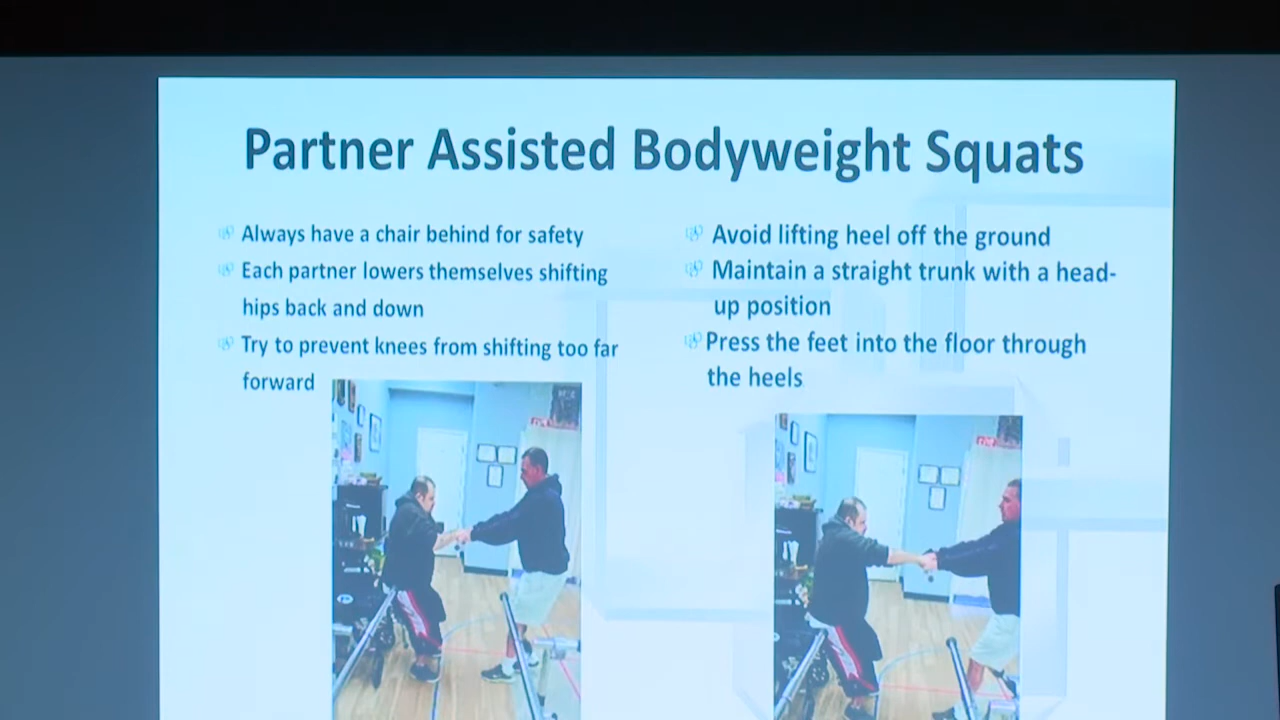 Partner Assisted Bodyweight Squats
Always have a chair behind for safety
Each partner lowers themselves shifting
hips back and down
Try to prevent knees from shifting too far
forward
Avoid lifting heel off the ground
Maintain a straight trunk with a head-
up position
Press the feet into the floor through
the heels